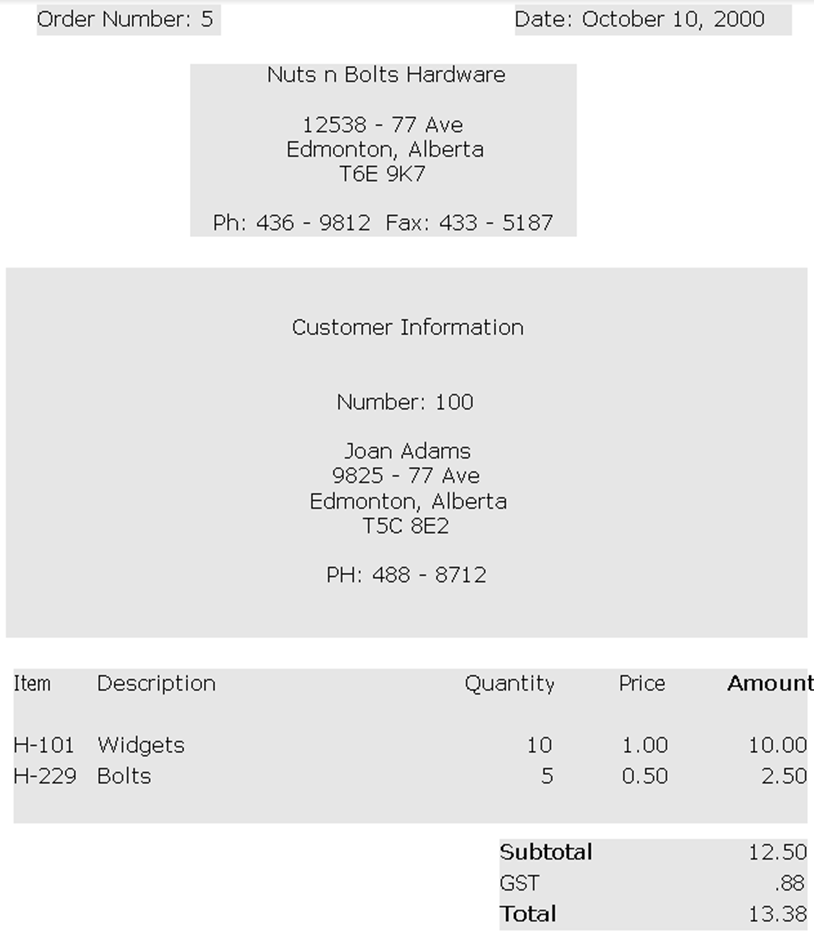 Order Number: 5 Date: October 10, 2000
Nuts n Bolts Hardware
12538 - 77 Ave
Edmonton, Alberta
T6E 9K7
Ph: 436 - 9812 Fax: 433 - 5187
Customer Information
Number: 100
Joan Adams
9825 - 77 Ave
Edmonton, Alberta
T5C 8E2
PH: 488 - 8712
Item Description Quantity Price Amount
H-101 Widgets 10 1.00 10.00
H-229 Bolts 5 0.50 2.50
Subtotal 12.50
GST .88
Total 13.38